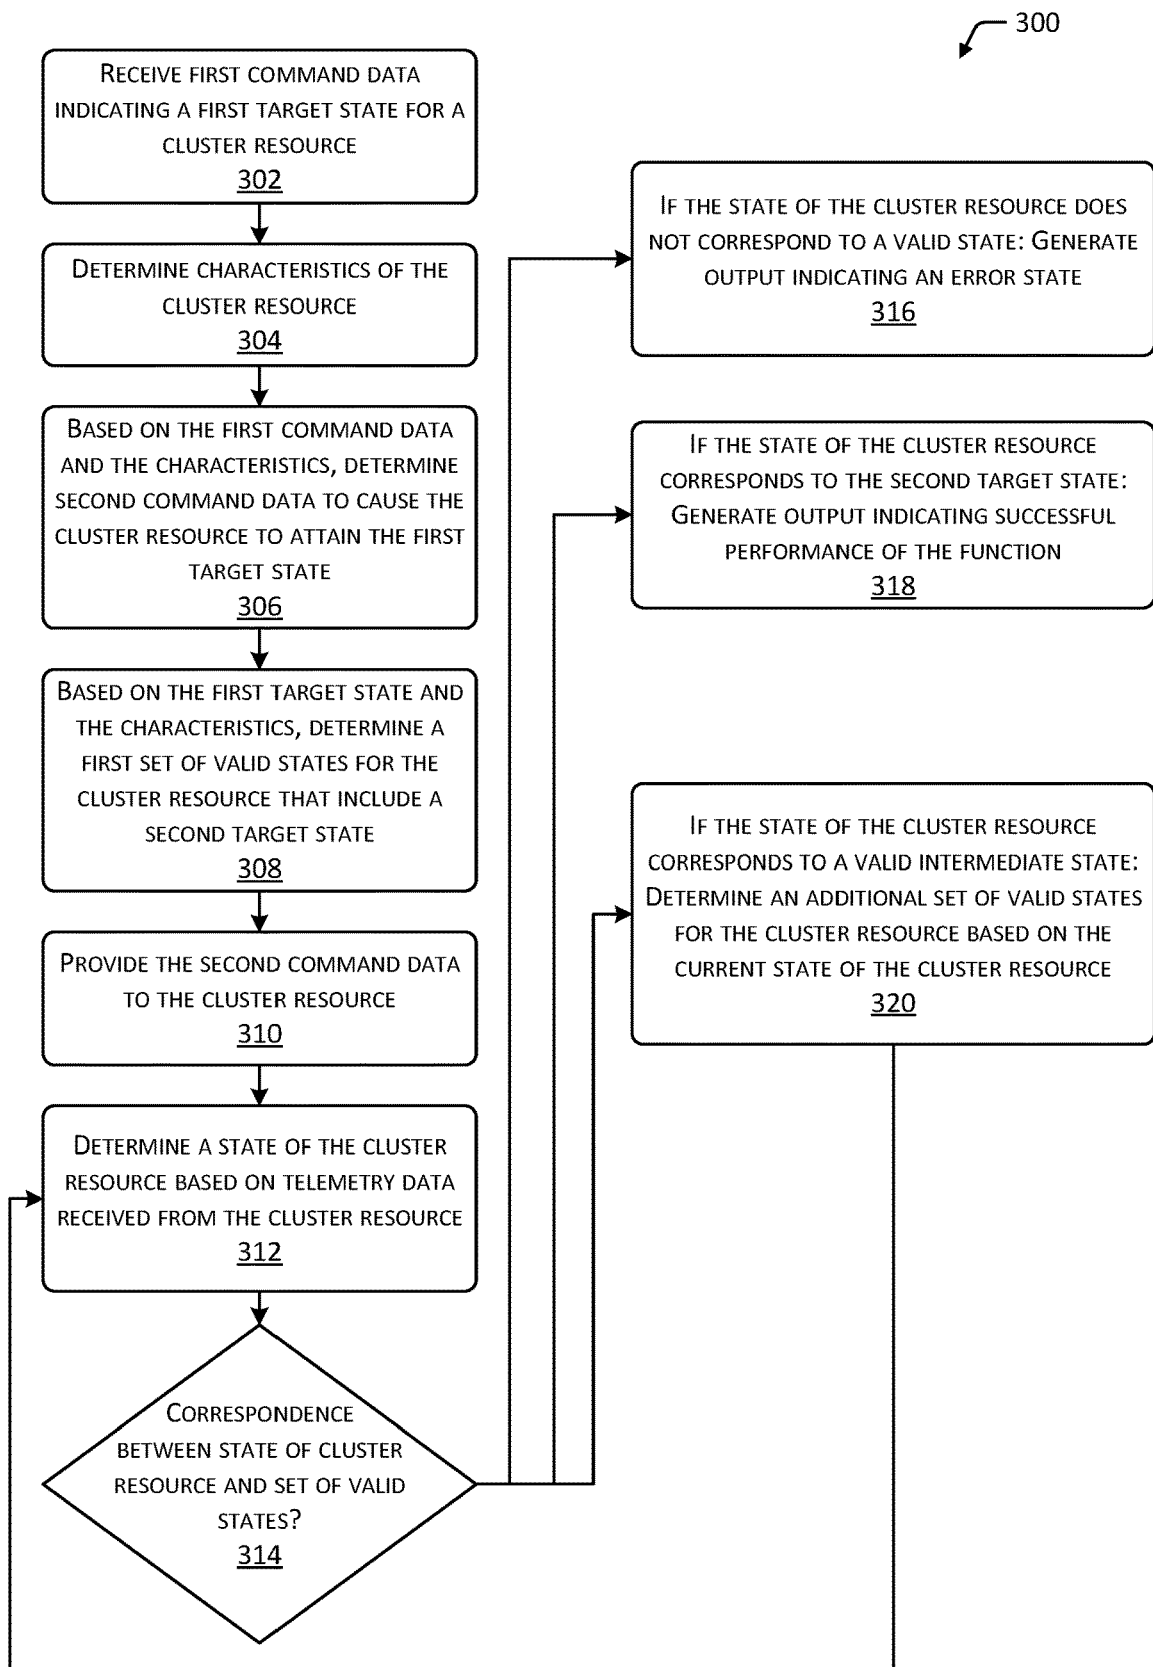 300
RECEIVE FIRST COMMAND DATA
INDICATING A FIRST TARGET STATE FOR A
CLUSTER RESOURCE
302
DETERMINE CHARACTERISTICS OF THE
CLUSTER RESOURCE
304
BASED ON THE FIRST COMMAND DATA
AND THE CHARACTERISTICS, DETERMINE
SECOND COMMAND DATA TO CAUSE THE
CLUSTER RESOURCE TO ATTAIN THE FIRST
TARGET STATE
306
BASED ON THE FIRST TARGET STATE AND
THE CHARACTERISTICS, DETERMINE A
FIRST SET OF VALID STATES FOR THE
CLUSTER RESOURCE THAT INCLUDE A
SECOND TARGET STATE
308
PROVIDE THE SECOND COMMAND DATA
TO THE CLUSTER RESOURCE
310
DETERMINE A STATE OF THE CLUSTER
RESOURCE BASED ON TELEMETRY DATA
RECEIVED FROM THE CLUSTER RESOURCE
312
CORRESPONDENCE
BETWEEN STATE OF CLUSTER
RESOURCE AND SET OF VALID
STATES?
314
IF THE STATE OF THE CLUSTER RESOURCE DOES
NOT CORRESPOND TO A VALID STATE: GENERATE
OUTPUT INDICATING AN ERROR STATE
316
IF THE STATE OF THE CLUSTER RESOURCE
CORRESPONDS TO THE SECOND TARGET STATE:
GENERATE OUTPUT INDICATING SUCCESSFUL
PERFORMANCE OF THE FUNCTION
318
IF THE STATE OF THE CLUSTER RESOURCE
CORRESPONDS TO A VALID INTERMEDIATE STATE:
DETERMINE AN ADDITIONAL SET OF VALID STATES
FOR THE CLUSTER RESOURCE BASED ON THE
CURRENT STATE OF THE CLUSTER RESOURCE
320